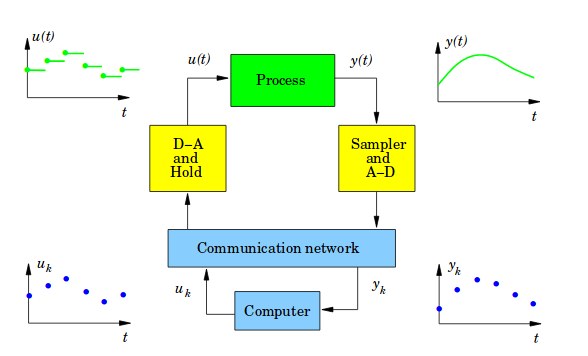 u(t)
t
u(t)
Process
y(t)
y(t)
t
D–A
and
Hold
Sampler
and
A–D
Communication network
u_k
t
u_k
Computer
y_k
y_k
t